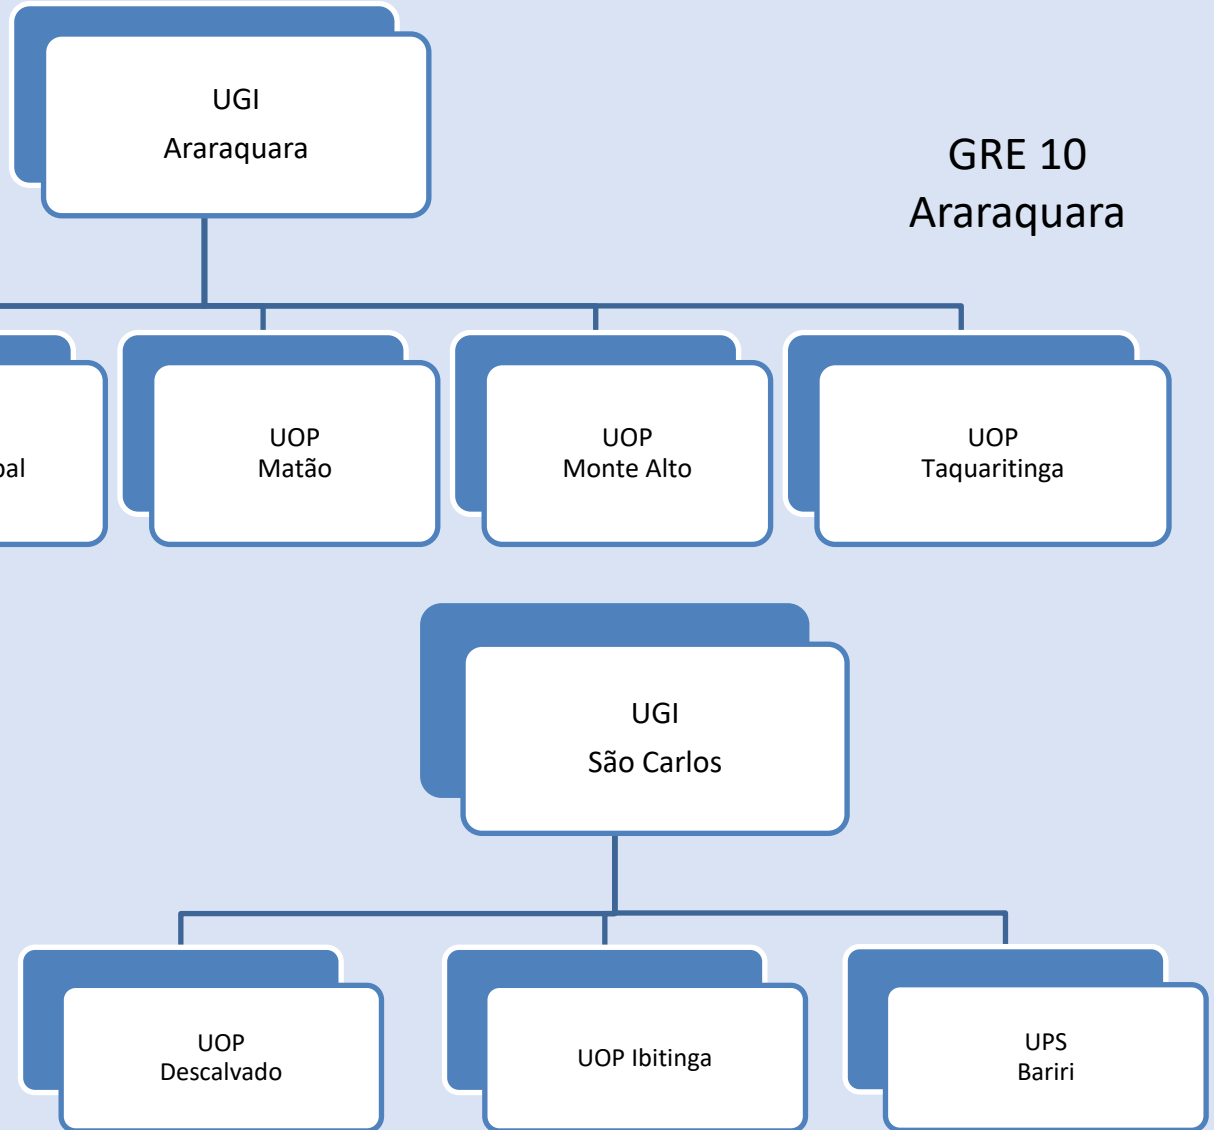 UGI
Araraquara
GRE 10
Araraquara
bal
UOP
Matão
UOP
Monte Alto
UOP
Taquaritinga
UGI
São Carlos
UOP
Descalvado
UOP Ibitinga
UPS
Bariri